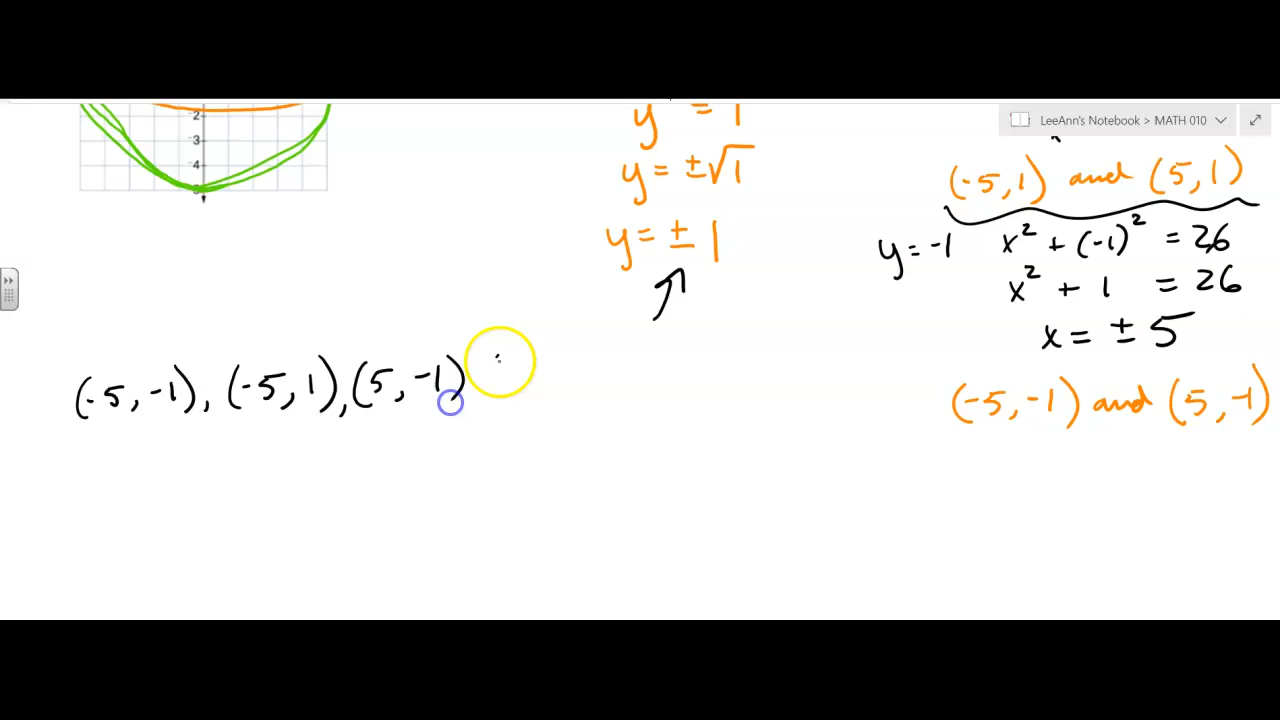 -2
-3
-4
y = 1
y = ±√1
y = ± 1
LeeAnn's Notebook > MATH 010
(-5, 1) and (5, 1)
y = -1 x² + (-1)² = 26
x² + 1 = 26
x = ± 5
(-5, -1) and (5, -1)
(-5, -1), (-5, 1), (5, -1)